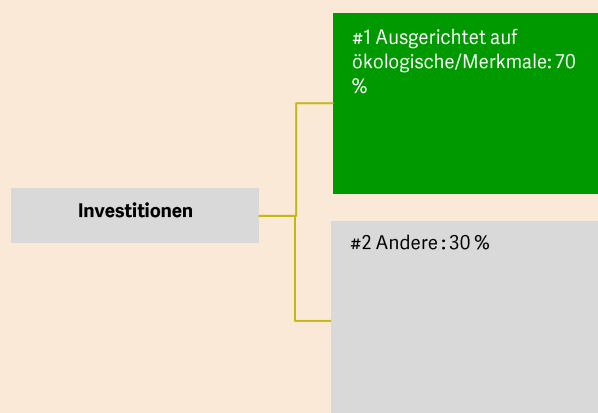 #1 Ausgerichtet auf
ökologische/Merkmale: 70
%
Investitionen
#2 Andere : 30 %